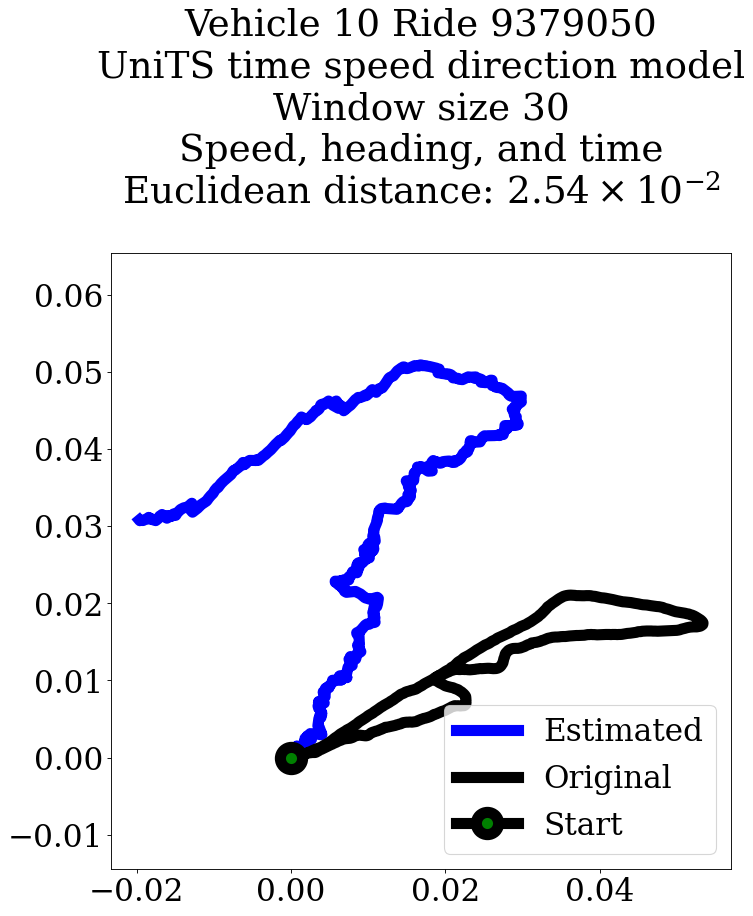 Vehicle 10 Ride 9379050
UniTS time speed direction model
Window size 30
Speed, heading, and time
Euclidean distance: 2.54 × 10⁻²
0.06
0.05
0.04
0.03
0.02
0.01
0.00
−0.01
−0.02 0.00 0.02 0.04
Estimated
Original
Start